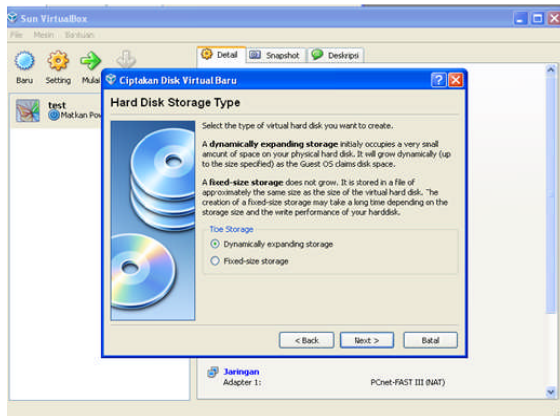 Sun VirtualBox
File Mesin Bantuan
Baru Setting Mulai
Detail Snapshot Deskripsi
test
Matkan Pow
Ciptakan Disk Virtual Baru
Hard Disk Storage Type
Select the type of virtual hard disk you want to create.
A dynamically expanding storage initialy occupies a very small
amount of space on your physical hard disk. It will grow dynamically (up
to the size specified) as the Guest OS claims disk space.
A fixed-size storage does not grow. It is stored in a file of
approximately the same size as the size of the virtual hard disk. The
creation of a fixed-size storage may take a long time depending on the
storage size and the write performance of your harddisk.
Tipe Storage
Dynamically expanding storage
Fixed-size storage
< Back Next > Batal
Jaringan
Adapter 1: PCnet-FAST III (NAT)